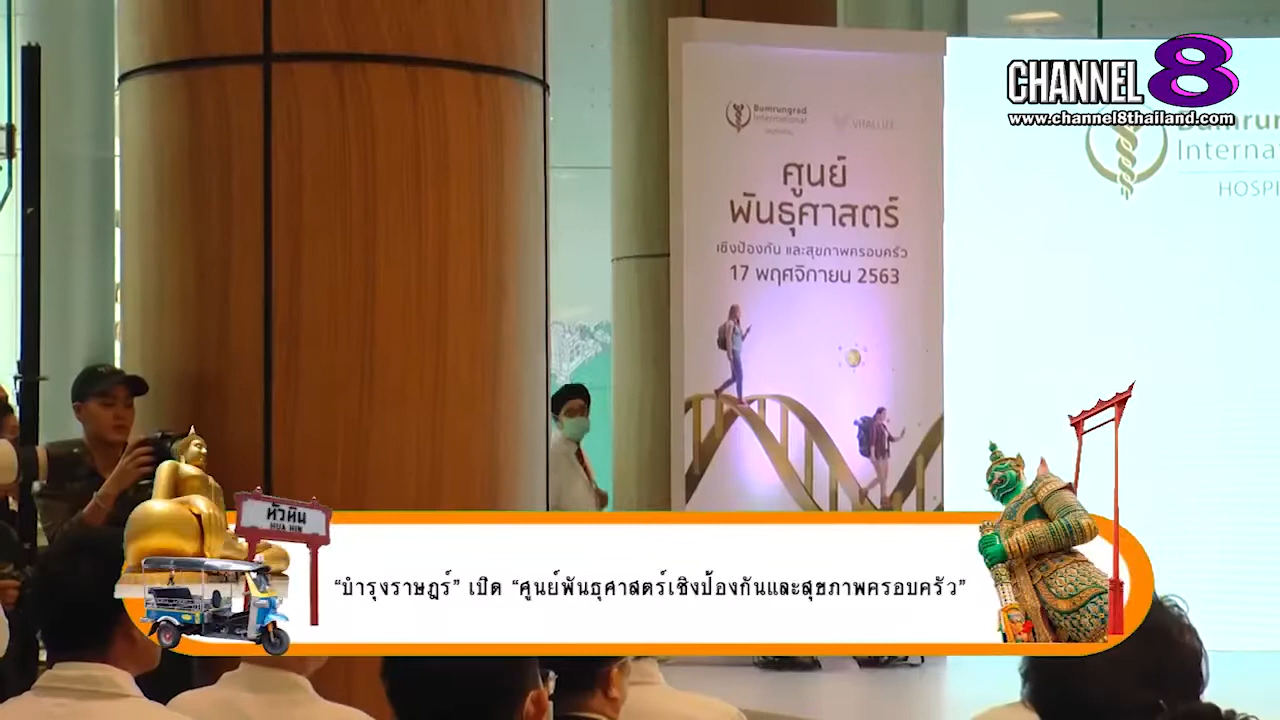 CHANNEL 8
www.channel8thailand.com
Bumrungrad
International
HOSPITAL
VITALLIFE
ศูนย์
พันธุศาสตร์
เชิงป้องกัน และสุขภาพครอบครัว
17 พฤศจิกายน 2563
หัวหิน
HUA HIN
“บำรุงราษฎร์” เปิด “ศูนย์พันธุศาสตร์เชิงป้องกันและสุขภาพครอบครัว”